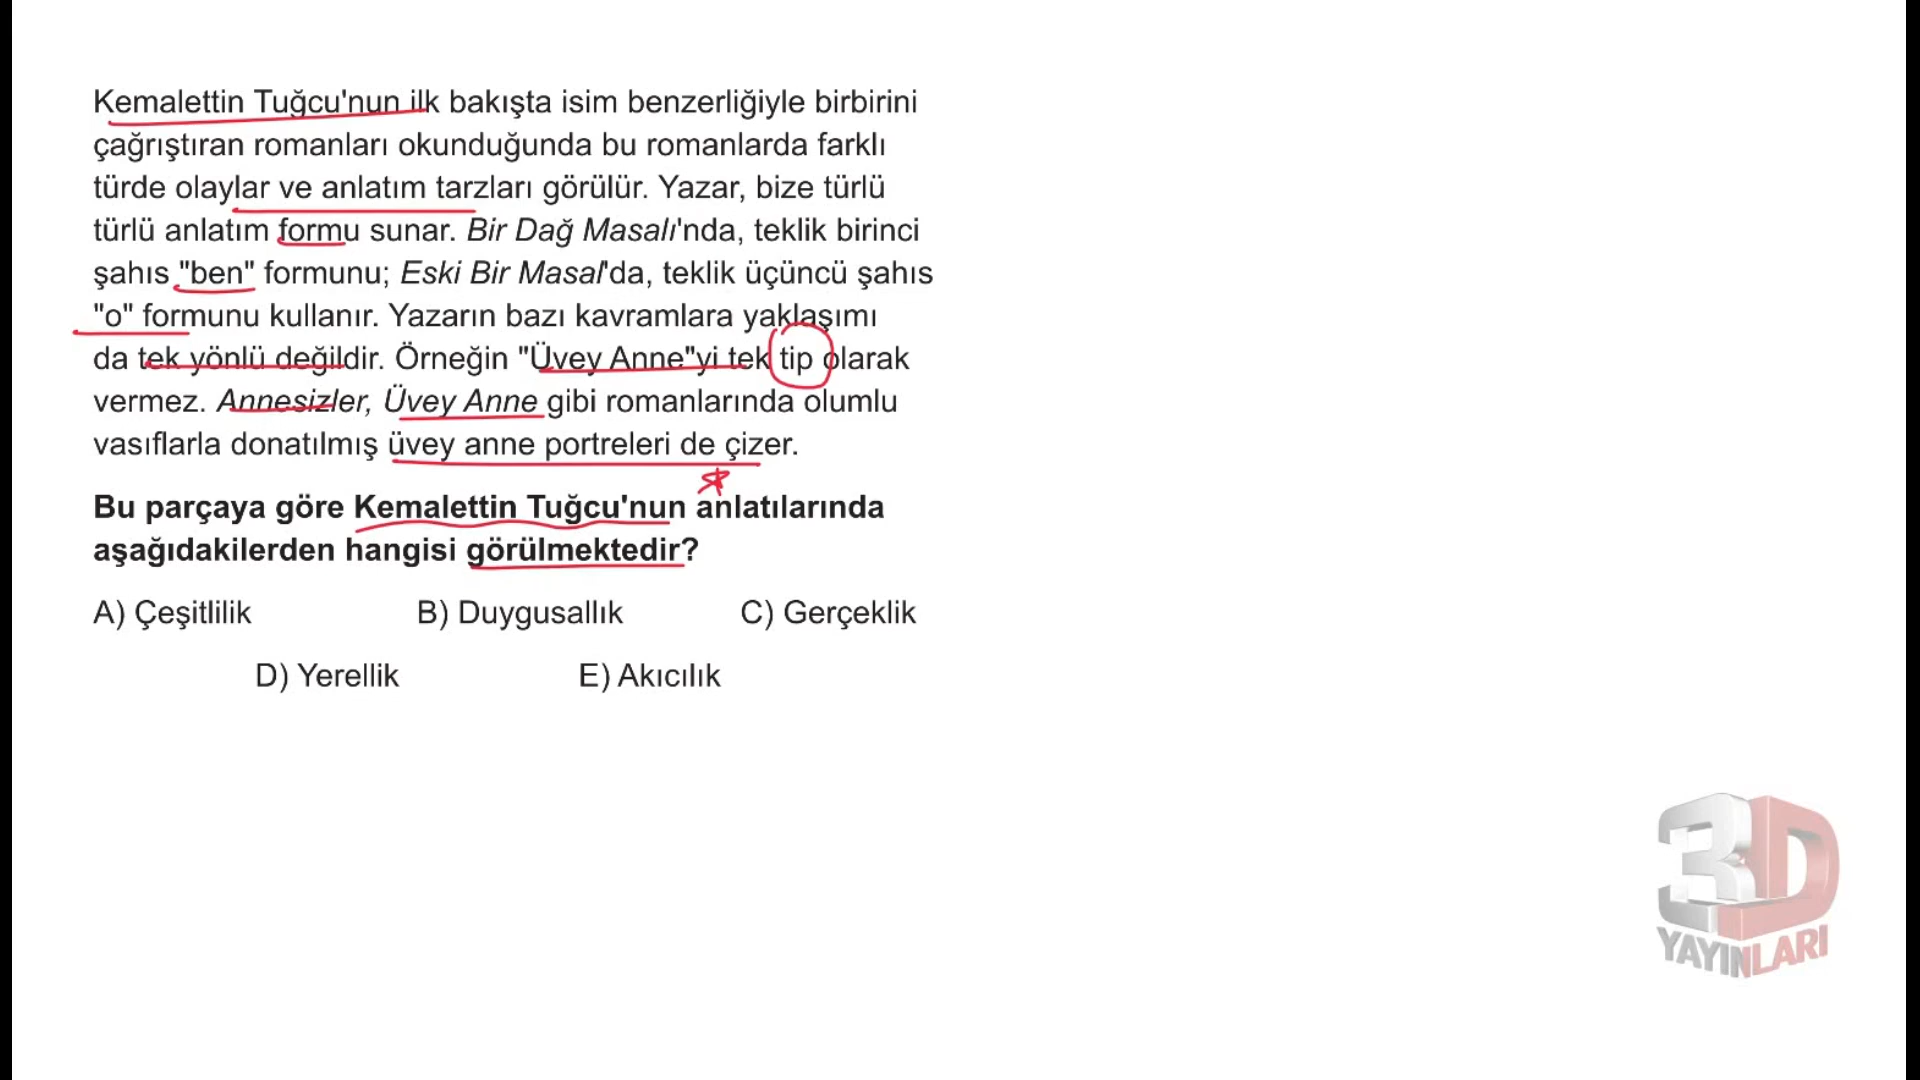 Kemalettin Tuğcu'nun ilk bakışta isim benzerliğiyle birbirini
çağrıştıran romanları okunduğunda bu romanlarda farklı
türde olaylar ve anlatım tarzları görülür. Yazar, bize türlü
türlü anlatım formu sunar. Bir Dağ Masalı'nda, teklik birinci
şahıs "ben" formunu; Eski Bir Masal'da, teklik üçüncü şahıs
"o" formunu kullanır. Yazarın bazı kavramlara yaklaşımı
da tek yönlü değildir. Örneğin "Üvey Anne"yi tek tip olarak
vermez. Annesizler, Üvey Anne gibi romanlarında olumlu
vasıflarla donatılmış üvey anne portreleri de çizer.
Bu parçaya göre Kemalettin Tuğcu'nun anlatılarında
aşağıdakilerden hangisi görülmektedir?
A) Çeşitlilik B) Duygusallık C) Gerçeklik
D) Yerellik E) Akıcılık
3D
YAYINLARI